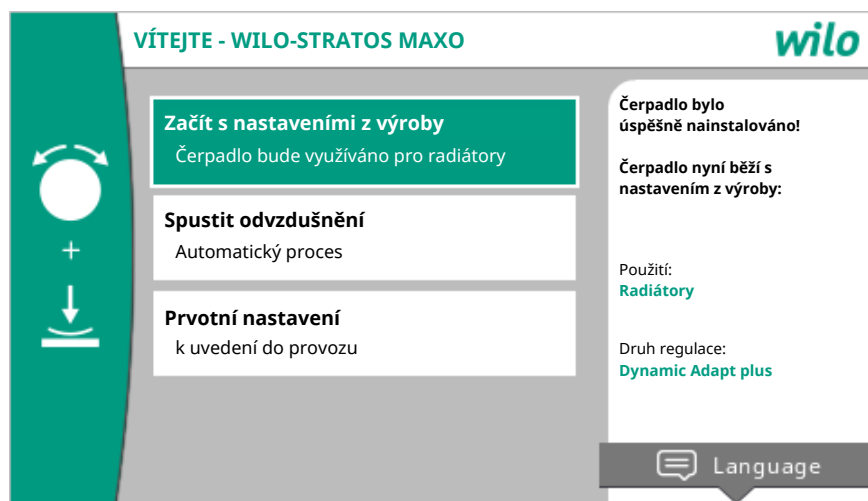 VÍTEJTE - WILO-STRATOS MAXO
wilo
Začít s nastaveními z výroby
Čerpadlo bude využíváno pro radiátory
Spustit odvzdušnění
Automatický proces
Prvotní nastavení
k uvedení do provozu
+
Čerpadlo bylo
úspěšně nainstalováno!
Čerpadlo nyní běží s
nastavením z výroby:
Použití:
Radiátory
Druh regulace:
Dynamic Adapt plus
Language